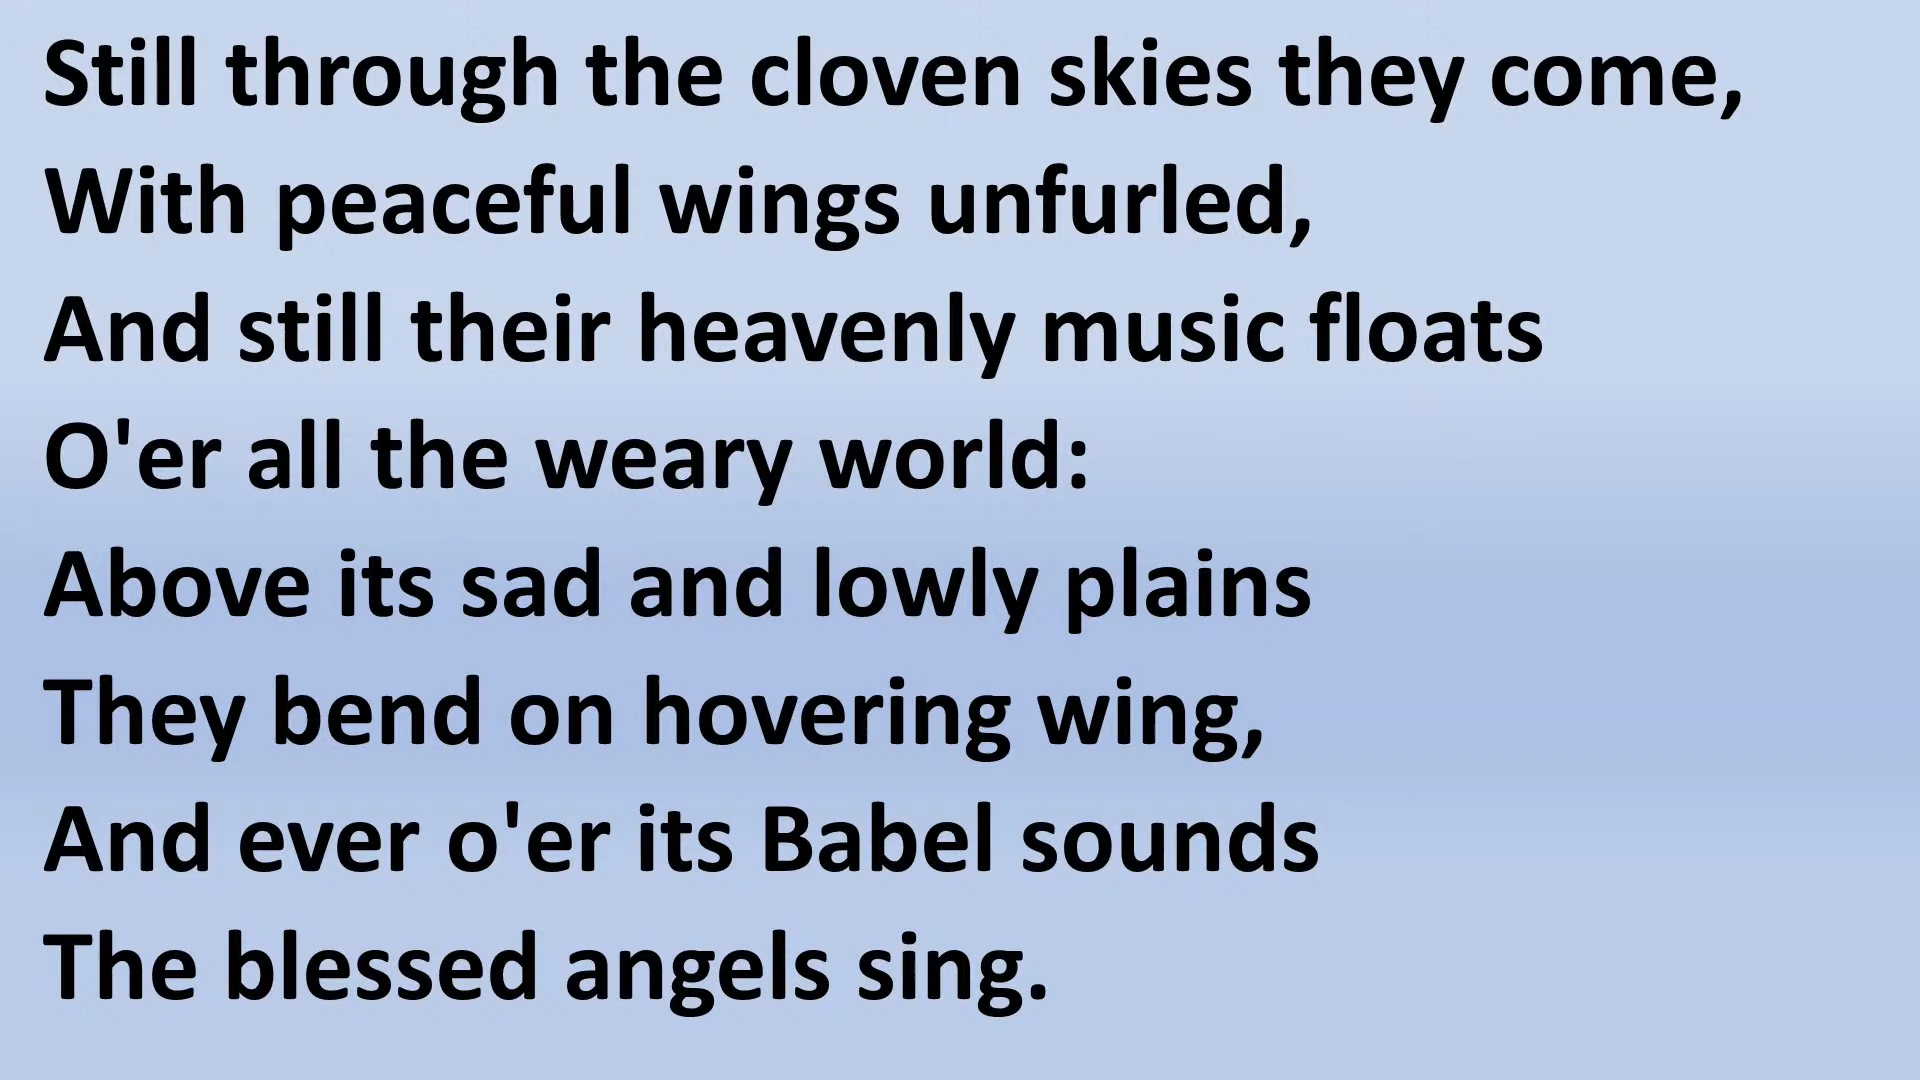 Still through the cloven skies they come,
With peaceful wings unfurled,
And still their heavenly music floats
O'er all the weary world:
Above its sad and lowly plains
They bend on hovering wing,
And ever o'er its Babel sounds
The blessed angels sing.